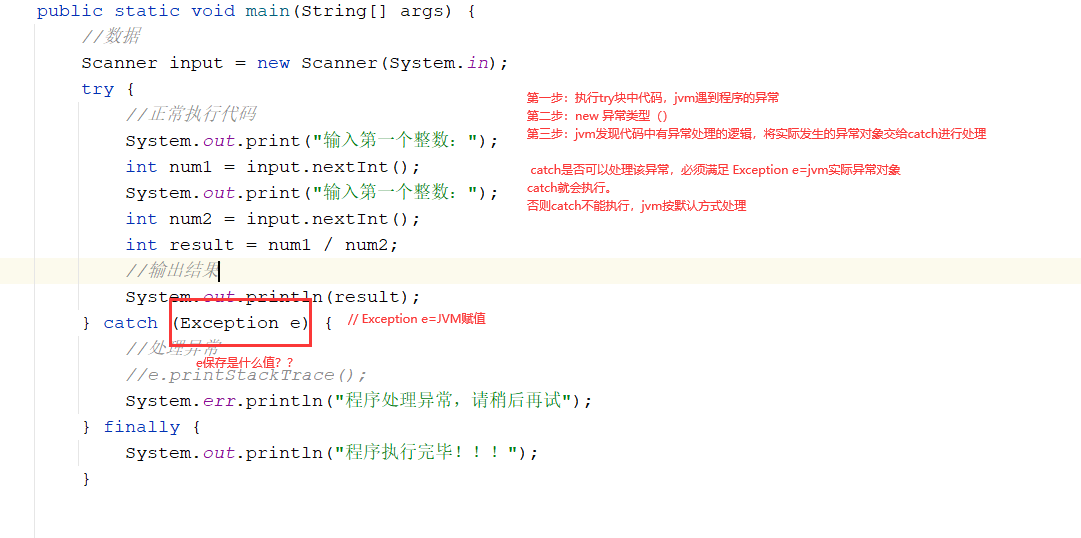 public static void main(String[] args) {
//数据
Scanner input = new Scanner(System.in);
try {
//正常执行代码
System.out.print("输入第一个整数：");
int num1 = input.nextInt();
System.out.print("输入第一个整数：");
int num2 = input.nextInt();
int result = num1 / num2;
//输出结果
System.out.println(result);
} catch (Exception e) { // Exception e=JVM赋值
//处理异常
e保存是什么值？？
//e.printStackTrace();
System.err.println("程序处理异常，请稍后再试");
} finally {
System.out.println("程序执行完毕！！！");
}
第一步：执行try块中代码，jvm遇到程序的异常
第二步：new 异常类型（）
第三步：jvm发现代码中有异常处理的逻辑，将实际发生的异常对象交给catch进行处理
catch是否可以处理该异常，必须满足 Exception e=jvm实际异常对象
catch就会执行。
否则catch不能执行，jvm按默认方式处理